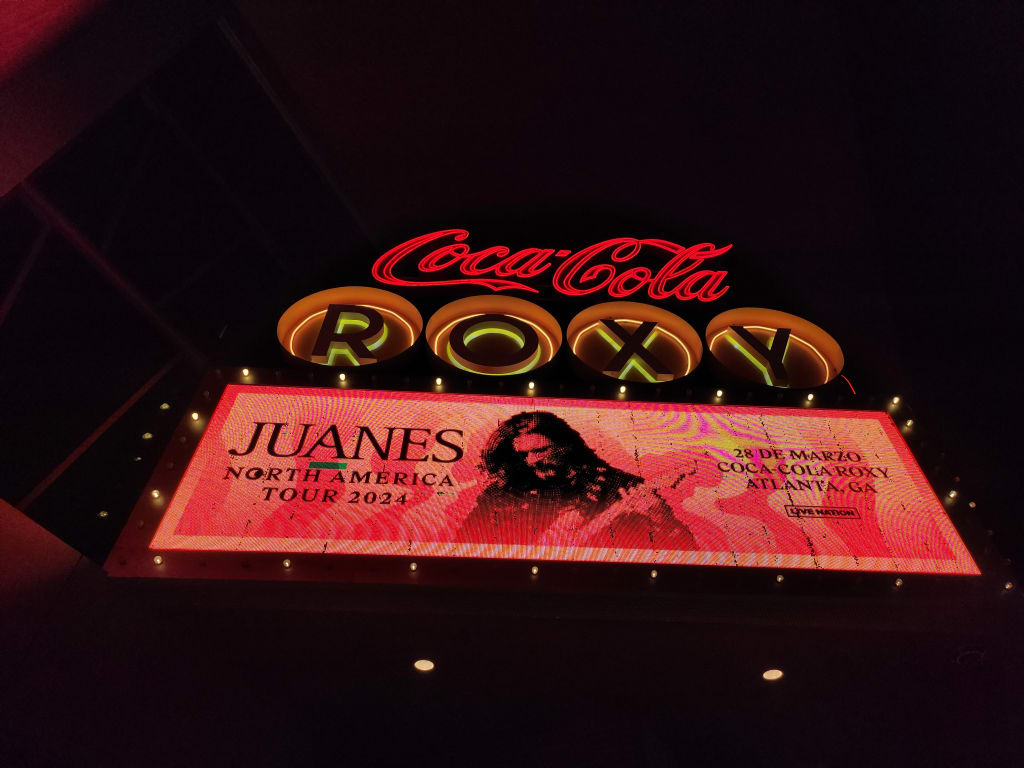 Coca-Cola
ROXY
JUANES
NORTH AMERICA
TOUR 2024
28 DE MARZO
COCA-COLA ROXY
ATLANTA, GA
LIVE NATION